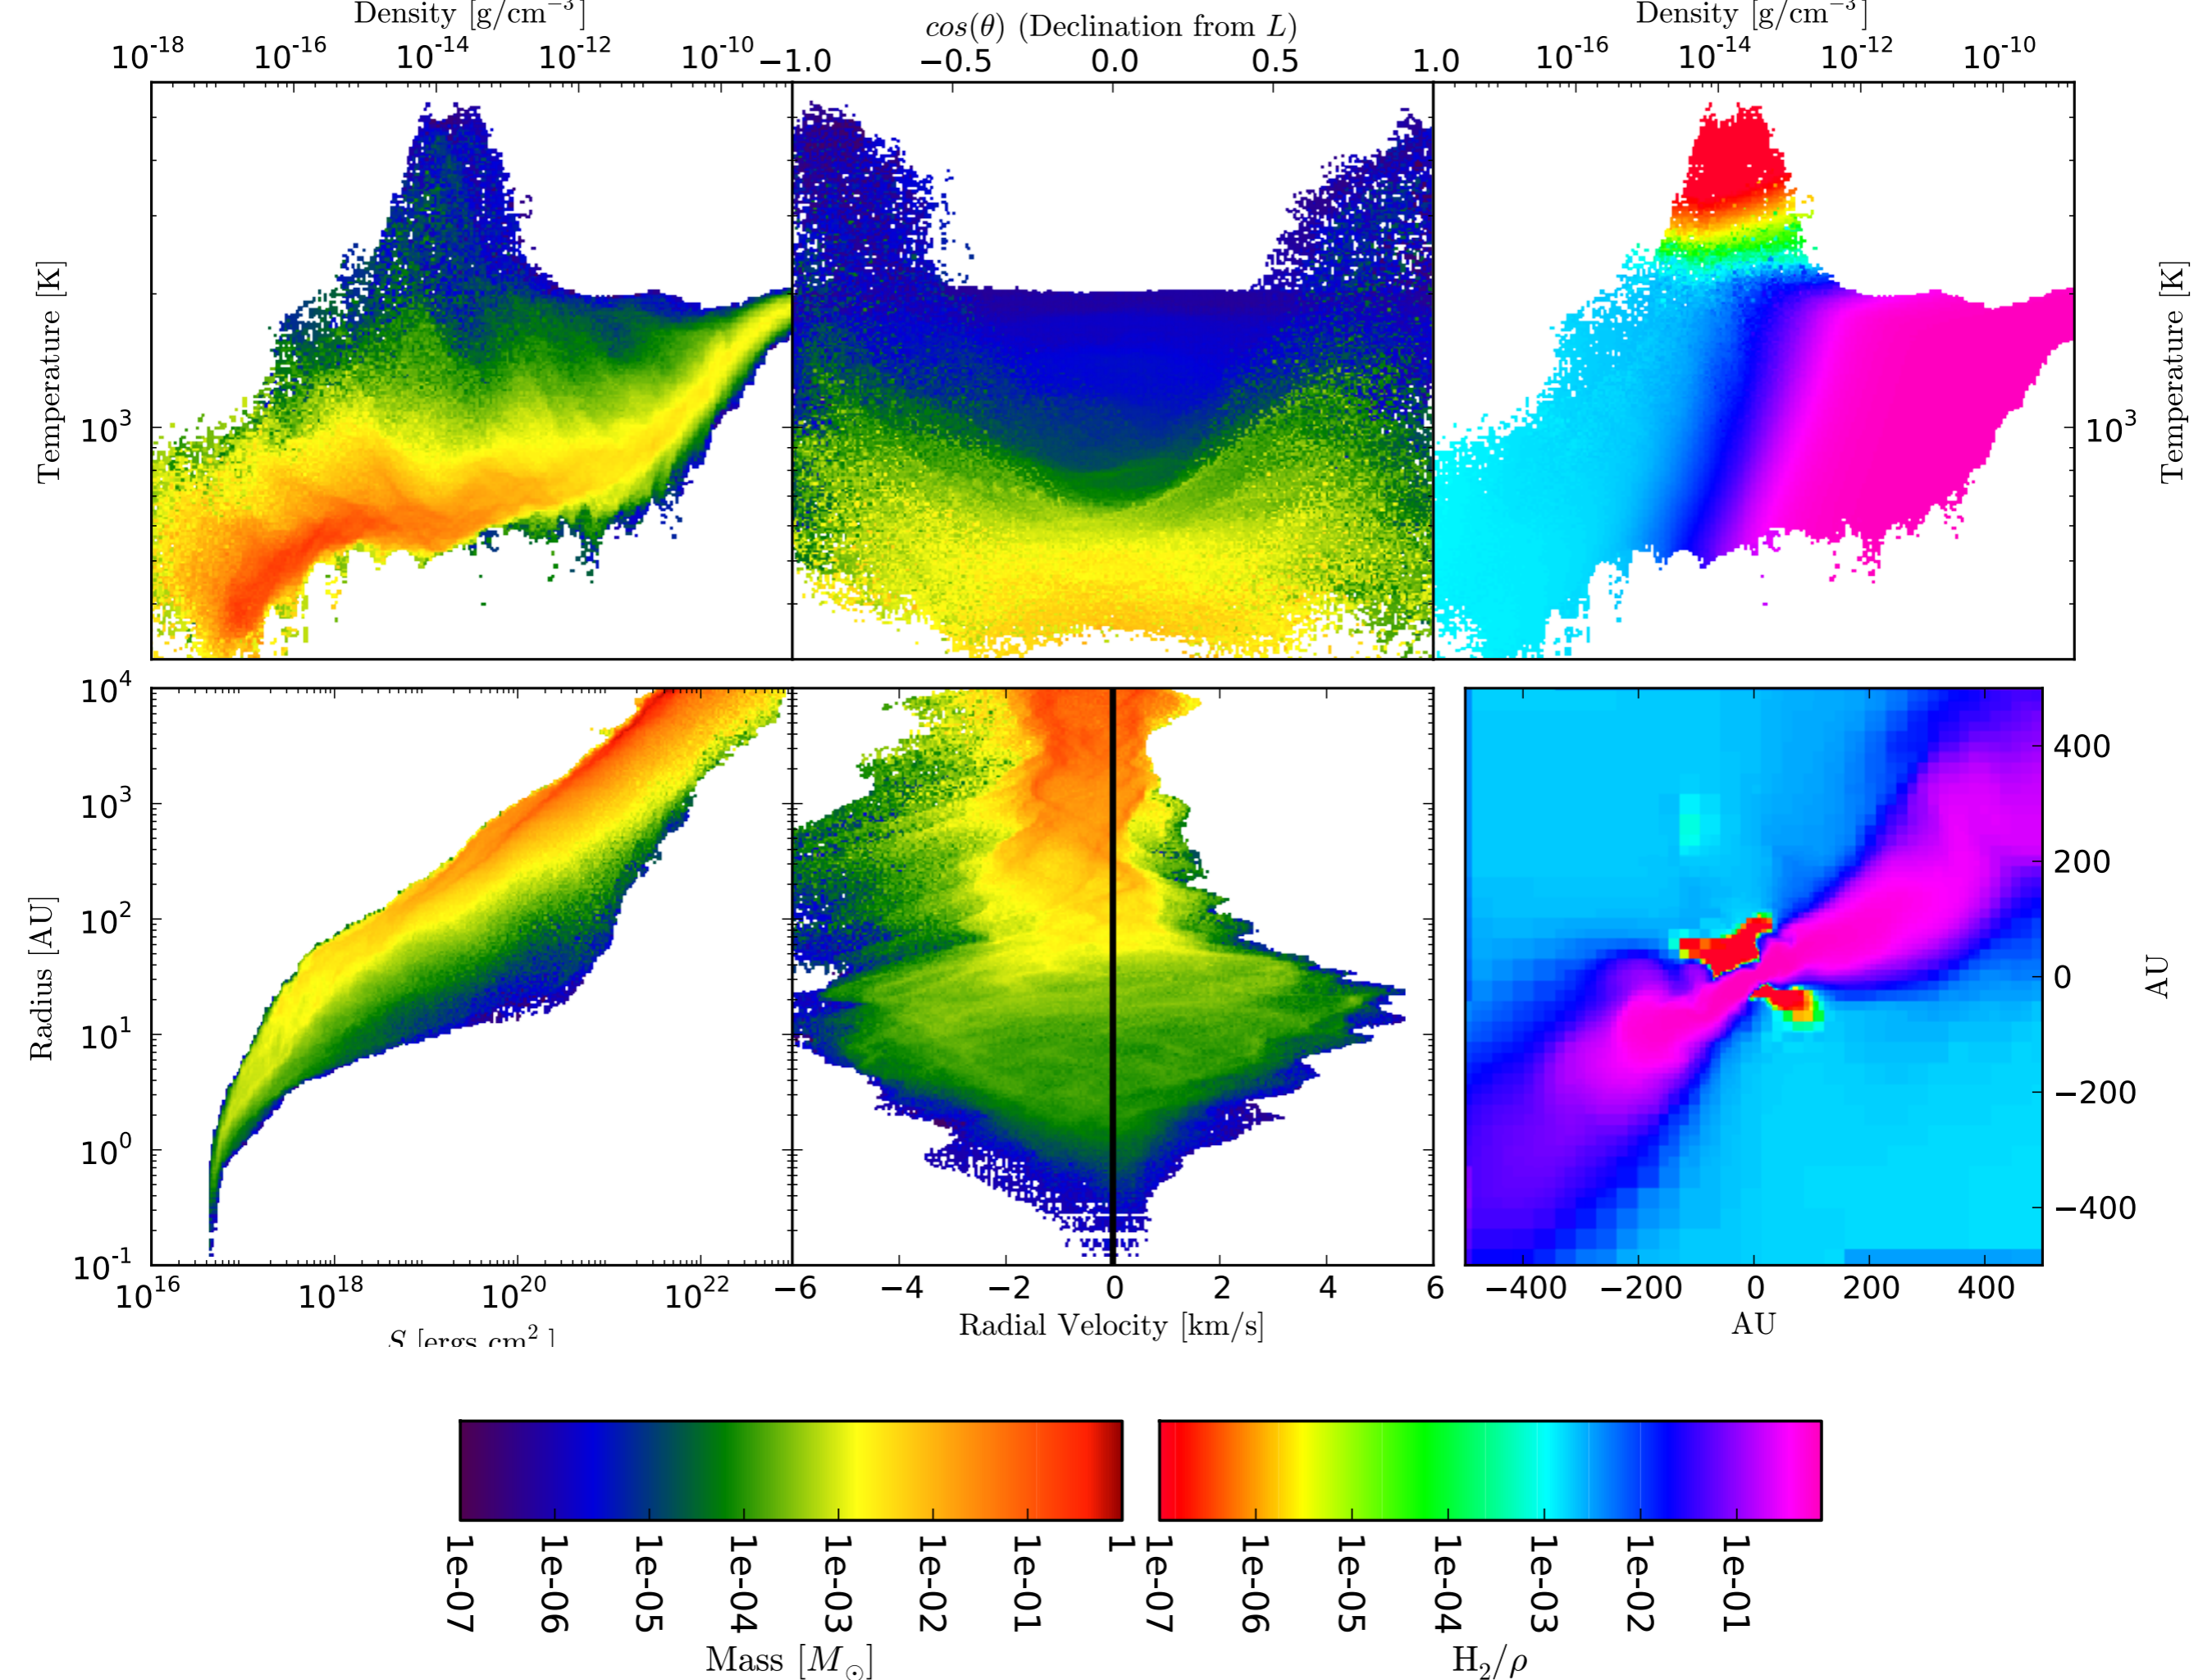 Density [g/cm⁻³]
cos(θ) (Declination from L)
Density [g/cm⁻³]
10⁻¹⁸ 10⁻¹⁶ 10⁻¹⁴ 10⁻¹² 10⁻¹⁰ −1.0 −0.5 0.0 0.5 1.0 10⁻¹⁶ 10⁻¹⁴ 10⁻¹² 10⁻¹⁰
Temperature [K]
10³
10³
Temperature [K]
10⁴
10³
10²
10¹
10⁰
10⁻¹
Radius [AU]
400
200
0
−200
−400
AU
10¹⁶ 10¹⁸ 10²⁰ 10²² −6 −4 −2 0 2 4 6 −400 −200 0 200 400
S [ergs cm² ]
Radial Velocity [km/s]
AU
1e-07 1e-06 1e-05 1e-04 1e-03 1e-02 1e-01 1
Mass [M☉]
1e-07 1e-06 1e-05 1e-04 1e-03 1e-02 1e-01
H₂/ρ